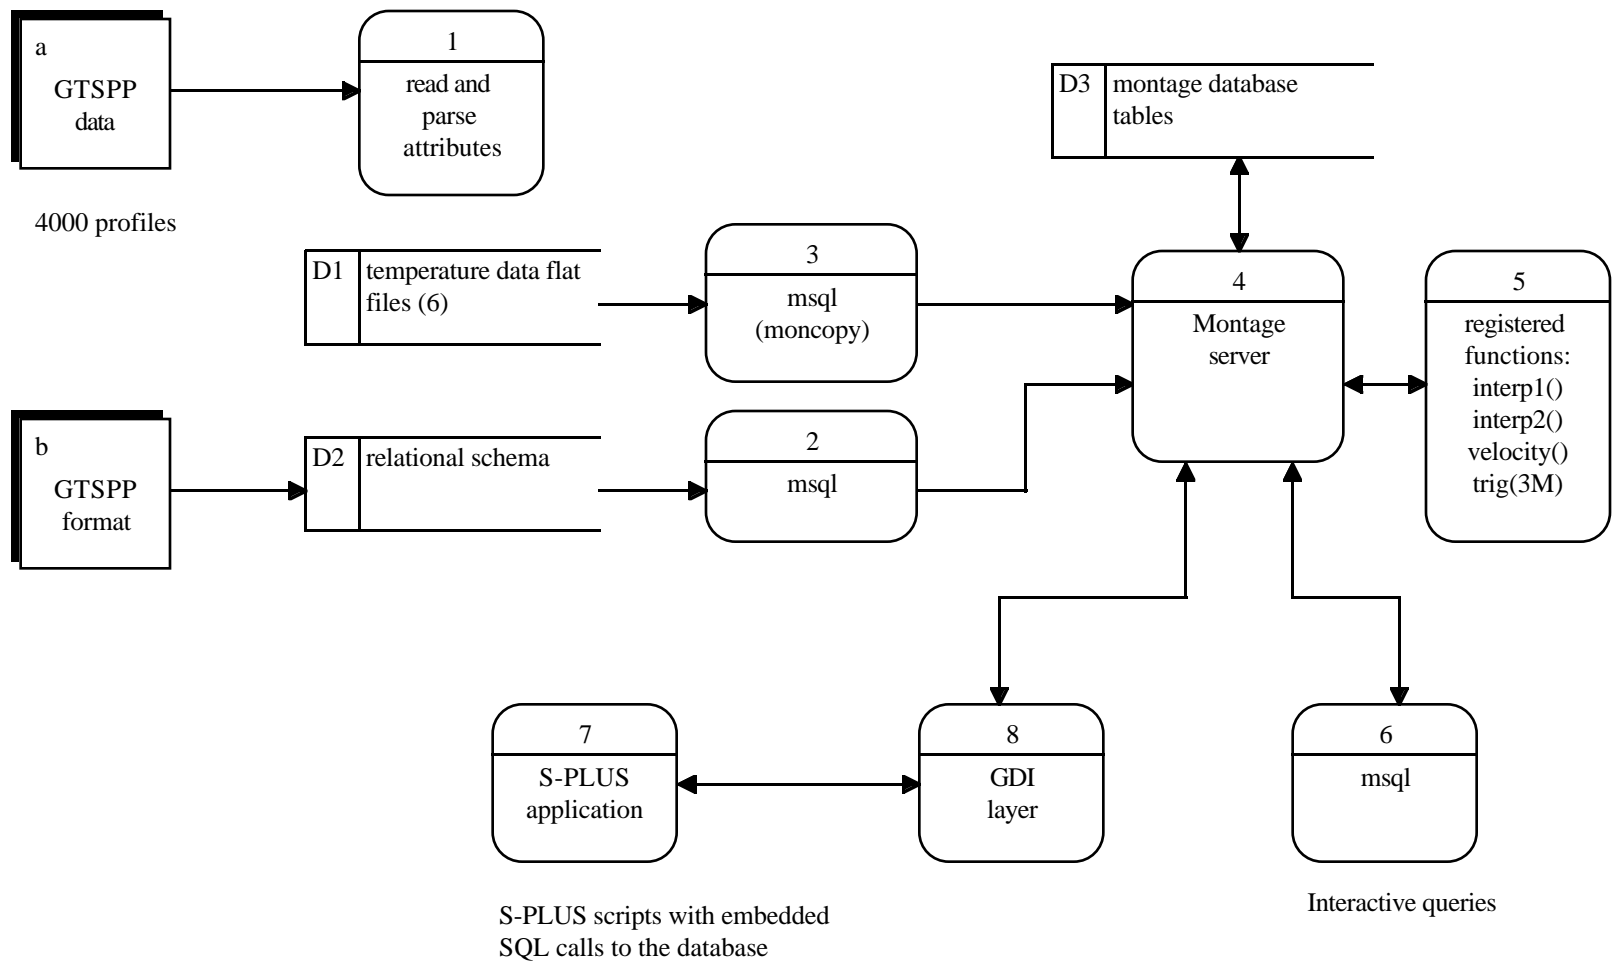 a
GTSPP
data
4000 profiles
1
read and
parse
attributes
D3
montage database
tables
D1
temperature data flat
files (6)
3
msql
(moncopy)
4
Montage
server
5
registered
functions:
interp1()
interp2()
velocity()
trig(3M)
b
GTSPP
format
D2
relational schema
2
msql
7
S-PLUS
application
8
GDI
layer
6
msql
S-PLUS scripts with embedded
SQL calls to the database
Interactive queries